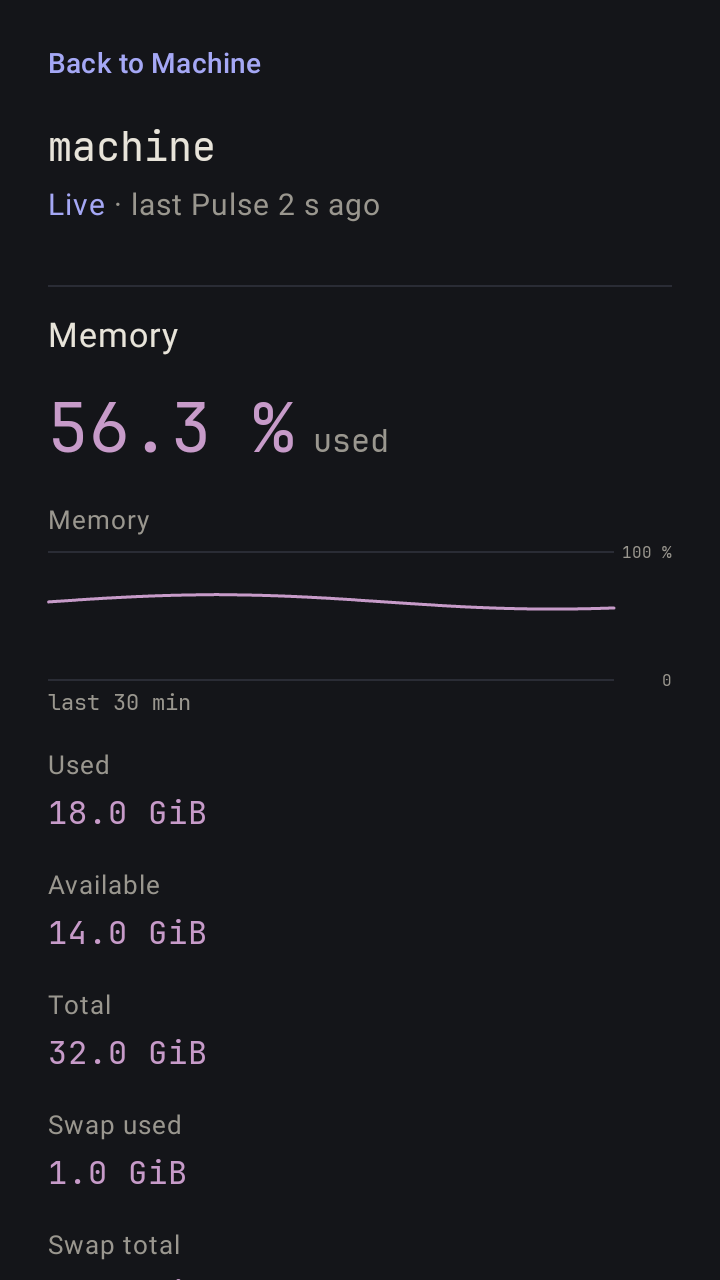 Back to Machine
machine
Live · last Pulse 2 s ago
Memory
56.3 % used
Memory
100 %
0
last 30 min
Used
18.0 GiB
Available
14.0 GiB
Total
32.0 GiB
Swap used
1.0 GiB
Swap total